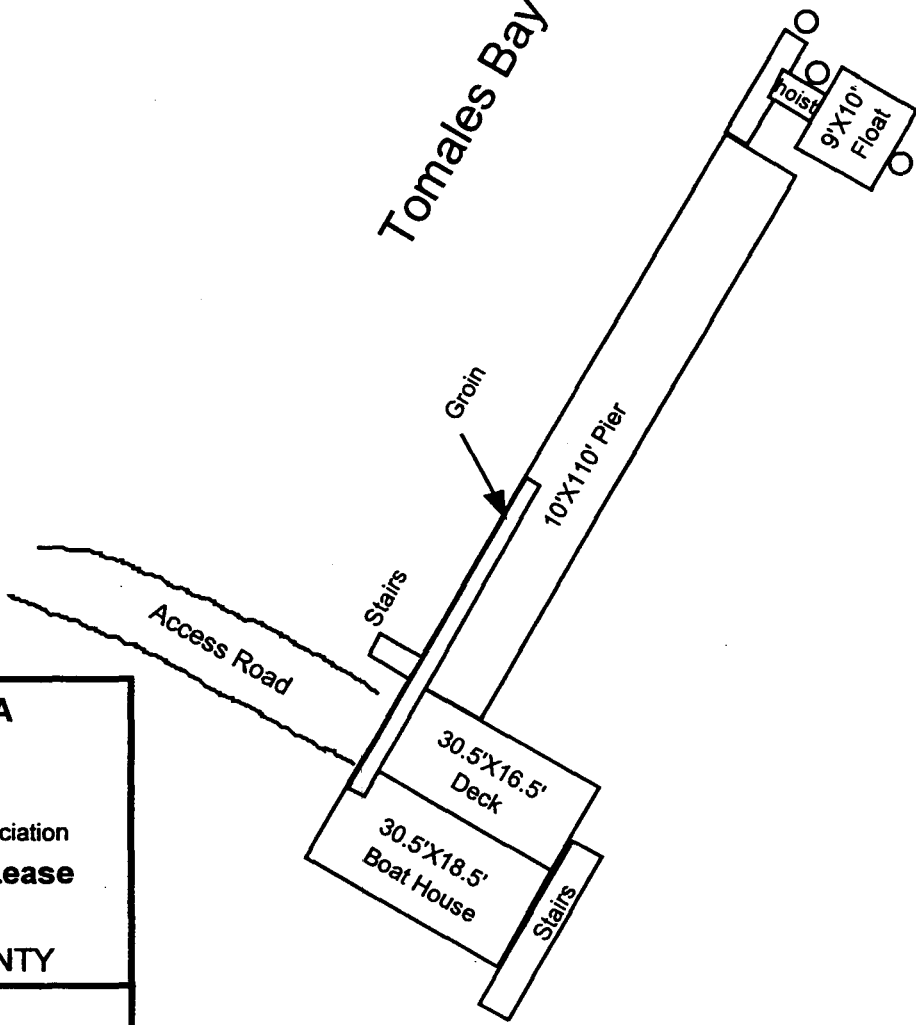 Tomales Bay
hoist
9'X10'
Float
Groin
10'X110' Pier
Stairs
Access Road
30.5'X16.5'
Deck
30.5'X18.5'
Boat House
Stairs
A
ciation
ease
NTY